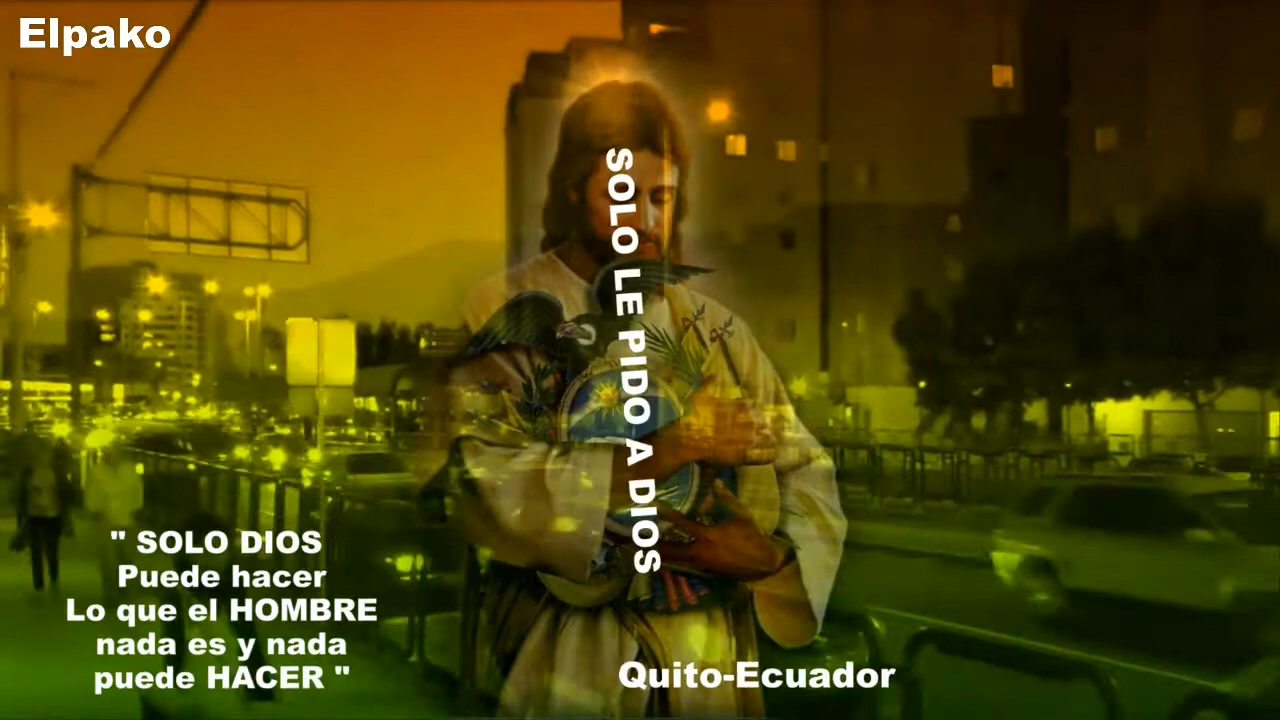 Elpako
SOLO LE PIDO A DIOS
" SOLO DIOS
Puede hacer
Lo que el HOMBRE
nada es y nada
puede HACER "
Quito-Ecuador